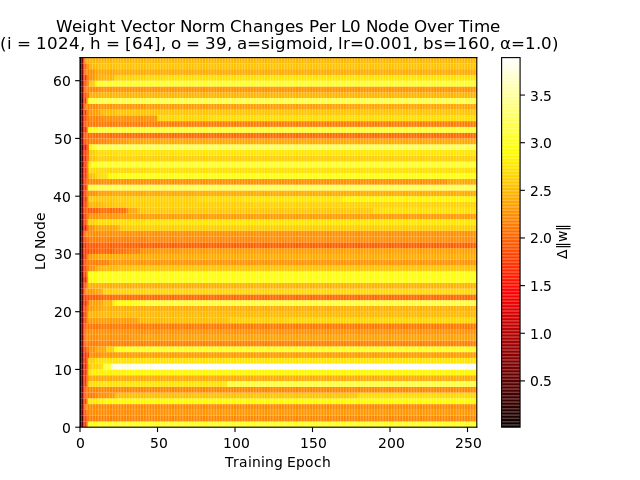 Weight Vector Norm Changes Per L0 Node Over Time
(i = 1024, h = [64], o = 39, a=sigmoid, lr=0.001, bs=160, α=1.0)
60
50
40
30
20
10
0
L0 Node
0 50 100 150 200 250
Training Epoch
3.5
3.0
2.5
2.0
1.5
1.0
0.5
Δ‖w‖